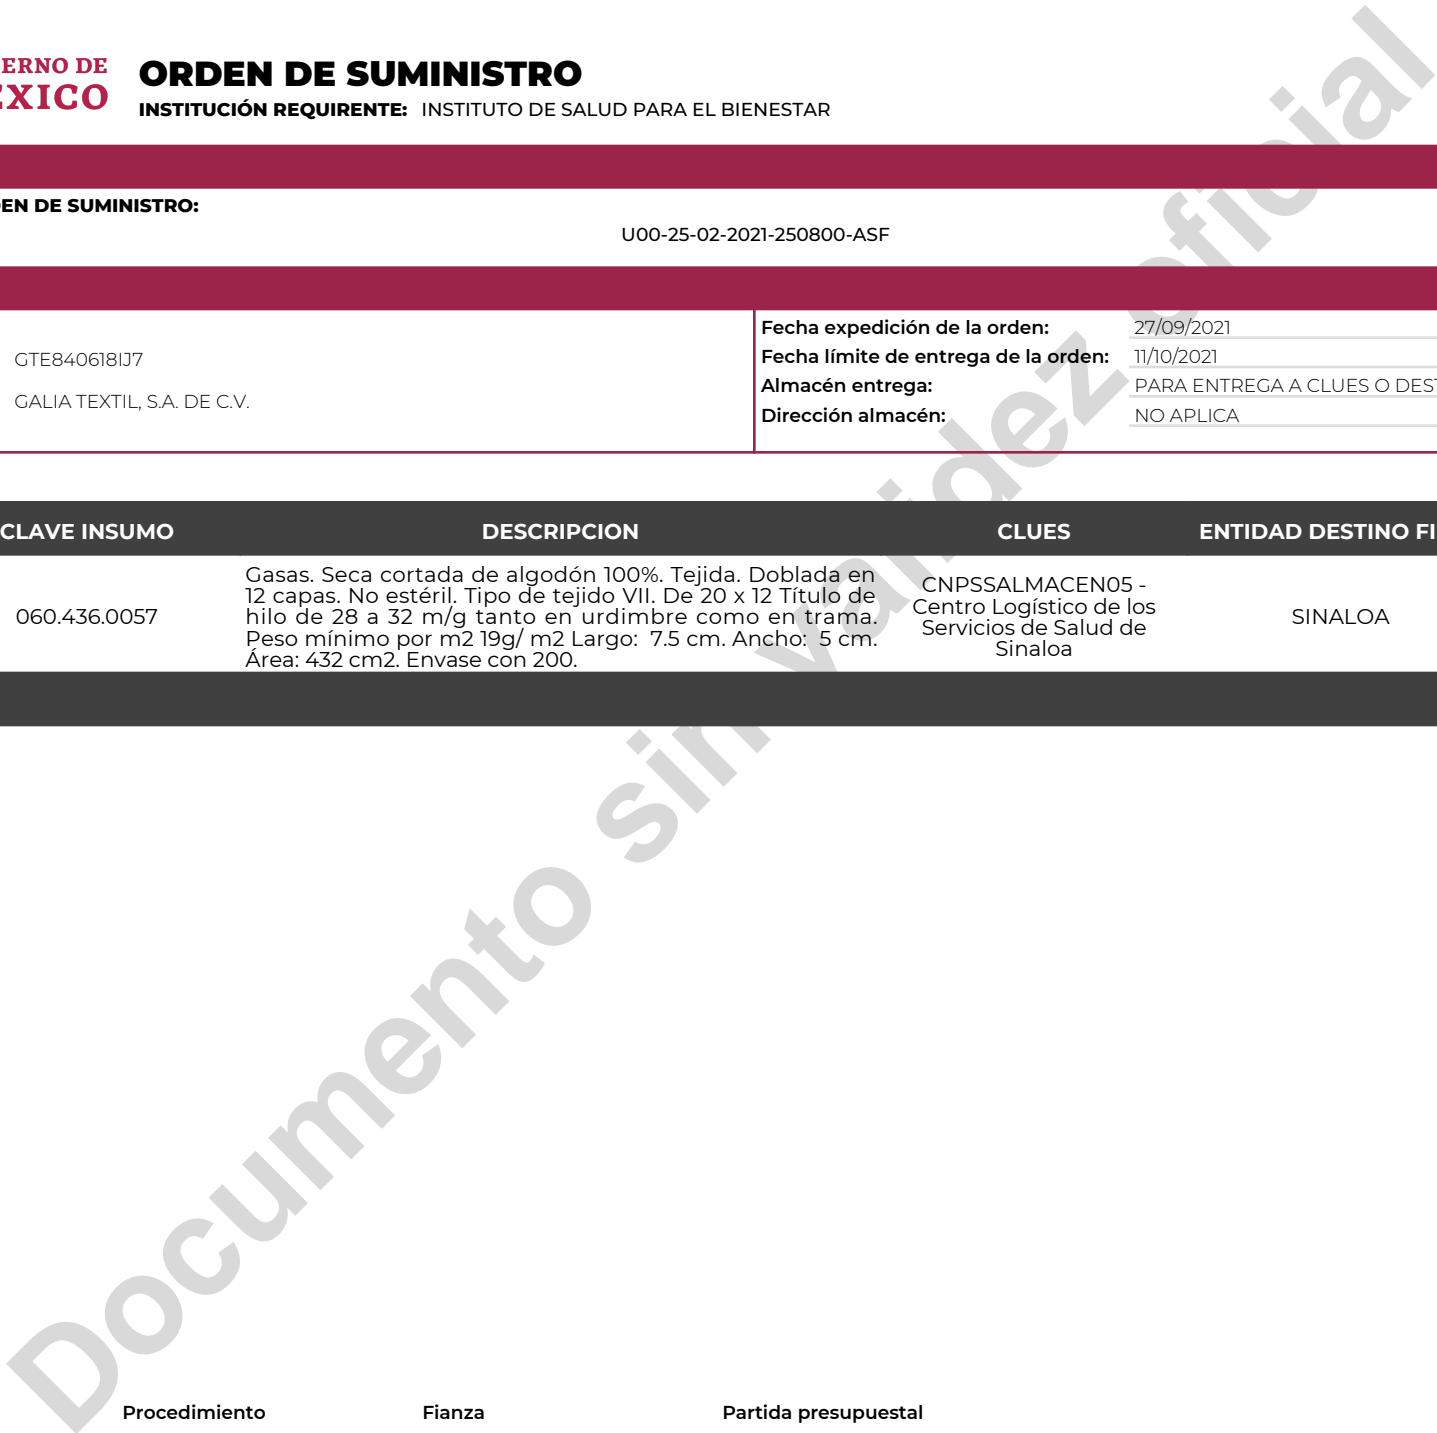 ERNO DE
ÉXICO
ORDEN DE SUMINISTRO
INSTITUCIÓN REQUIRENTE: INSTITUTO DE SALUD PARA EL BIENESTAR
EN DE SUMINISTRO:
U00-25-02-2021-250800-ASF
GTE840618IJ7
GALIA TEXTIL, S.A. DE C.V.
Fecha expedición de la orden: 27/09/2021
Fecha límite de entrega de la orden: 11/10/2021
Almacén entrega: PARA ENTREGA A CLUES O DEST
Dirección almacén: NO APLICA
CLAVE INSUMO DESCRIPCION CLUES ENTIDAD DESTINO FI
060.436.0057
Gasas. Seca cortada de algodón 100%. Tejida. Doblada en
12 capas. No estéril. Tipo de tejido VII. De 20 x 12 Título de
hilo de 28 a 32 m/g tanto en urdimbre como en trama.
Peso mínimo por m2 19g/ m2 Largo: 7.5 cm. Ancho: 5 cm.
Área: 432 cm2. Envase con 200.
CNPSSALMACEN05 -
Centro Logístico de los
Servicios de Salud de
Sinaloa
SINALOA
Documento sin validez oficial
Procedimiento Fianza Partida presupuestal